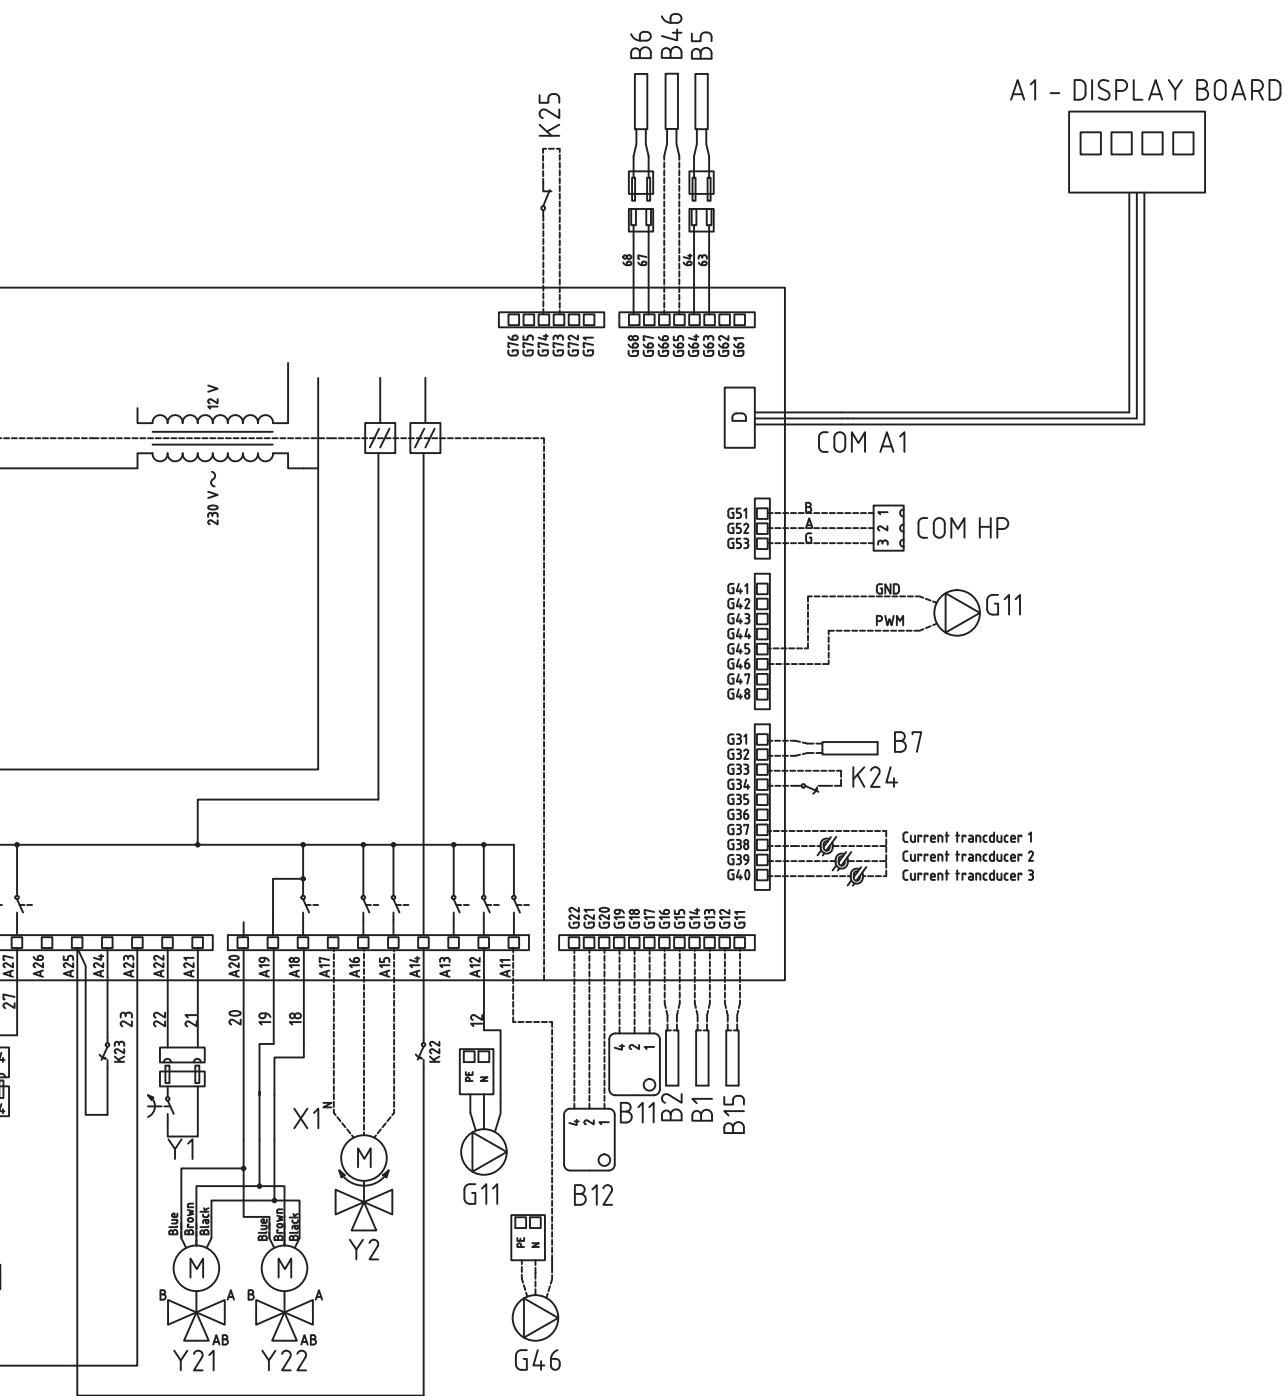 B6
B46
B5
A1 - DISPLAY BOARD
K25
68
67
64
63
G76
G75
G74
G73
G72
G71
G68
G67
G66
G65
G64
G63
G62
G61
12 V
230 V ~
D
COM A1
G51
G52
G53
B
A
G
1
2
3
COM HP
G41
G42
G43
G44
G45
G46
G47
G48
GND
PWM
G11
G31
G32
G33
G34
G35
G36
G37
G38
G39
G40
B7
K24
Current trancducer 1
Current trancducer 2
Current trancducer 3
G22
G21
G20
G19
G18
G17
G16
G15
G14
G13
G12
G11
A27
A26
A25
A24
A23
A22
A21
A20
A19
A18
A17
A16
A15
A14
A13
A12
A11
27
23
22
21
20
19
18
12
K23
K22
PE
N
4
2
1
4
2
1
X1
N
M
Y1
B11
B2
B1
B15
G11
B12
Y2
Blue
Brown
Black
Blue
Brown
Black
PE
N
M
M
B
A
AB
B
A
AB
Y21
Y22
G46